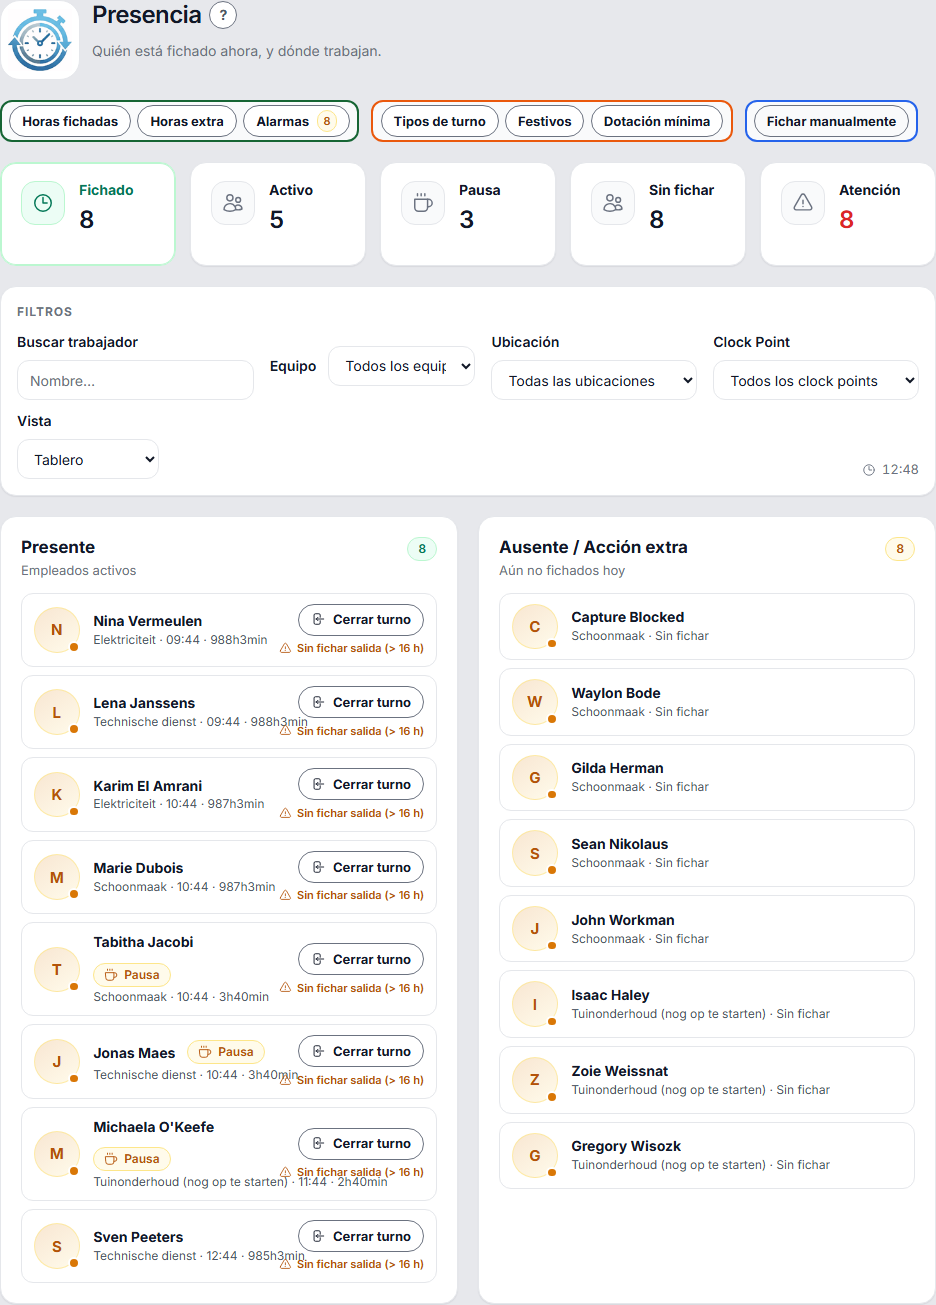 Presencia ?
Quién está fichado ahora, y dónde trabajan.
Horas fichadas Horas extra Alarmas 8 Tipos de turno Festivos Dotación mínima Fichar manualmente
Fichado
8
Activo
5
Pausa
3
Sin fichar
8
Atención
8
FILTROS
Buscar trabajador
Nombre...
Equipo Todos los equip
Ubicación
Todas las ubicaciones
Clock Point
Todos los clock points
Vista
Tablero
12:48
Presente 8
Empleados activos
N Nina Vermeulen
Elektriciteit · 09:44 · 988h3min
Cerrar turno
Sin fichar salida (> 16 h)
L Lena Janssens
Technische dienst · 09:44 · 988h3min
Cerrar turno
Sin fichar salida (> 16 h)
K Karim El Amrani
Elektriciteit · 10:44 · 987h3min
Cerrar turno
Sin fichar salida (> 16 h)
M Marie Dubois
Schoonmaak · 10:44 · 987h3min
Cerrar turno
Sin fichar salida (> 16 h)
T Tabitha Jacobi
Pausa
Schoonmaak · 10:44 · 3h40min
Cerrar turno
Sin fichar salida (> 16 h)
J Jonas Maes Pausa
Technische dienst · 10:44 · 3h40min
Cerrar turno
Sin fichar salida (> 16 h)
M Michaela O'Keefe
Pausa
Tuinonderhoud (nog op te starten) · 11:44 · 2h40min
Cerrar turno
Sin fichar salida (> 16 h)
S Sven Peeters
Technische dienst · 12:44 · 985h3min
Cerrar turno
Sin fichar salida (> 16 h)
Ausente / Acción extra 8
Aún no fichados hoy
C Capture Blocked
Schoonmaak · Sin fichar
W Waylon Bode
Schoonmaak · Sin fichar
G Gilda Herman
Schoonmaak · Sin fichar
S Sean Nikolaus
Schoonmaak · Sin fichar
J John Workman
Schoonmaak · Sin fichar
I Isaac Haley
Tuinonderhoud (nog op te starten) · Sin fichar
Z Zoie Weissnat
Tuinonderhoud (nog op te starten) · Sin fichar
G Gregory Wisozk
Tuinonderhoud (nog op te starten) · Sin fichar